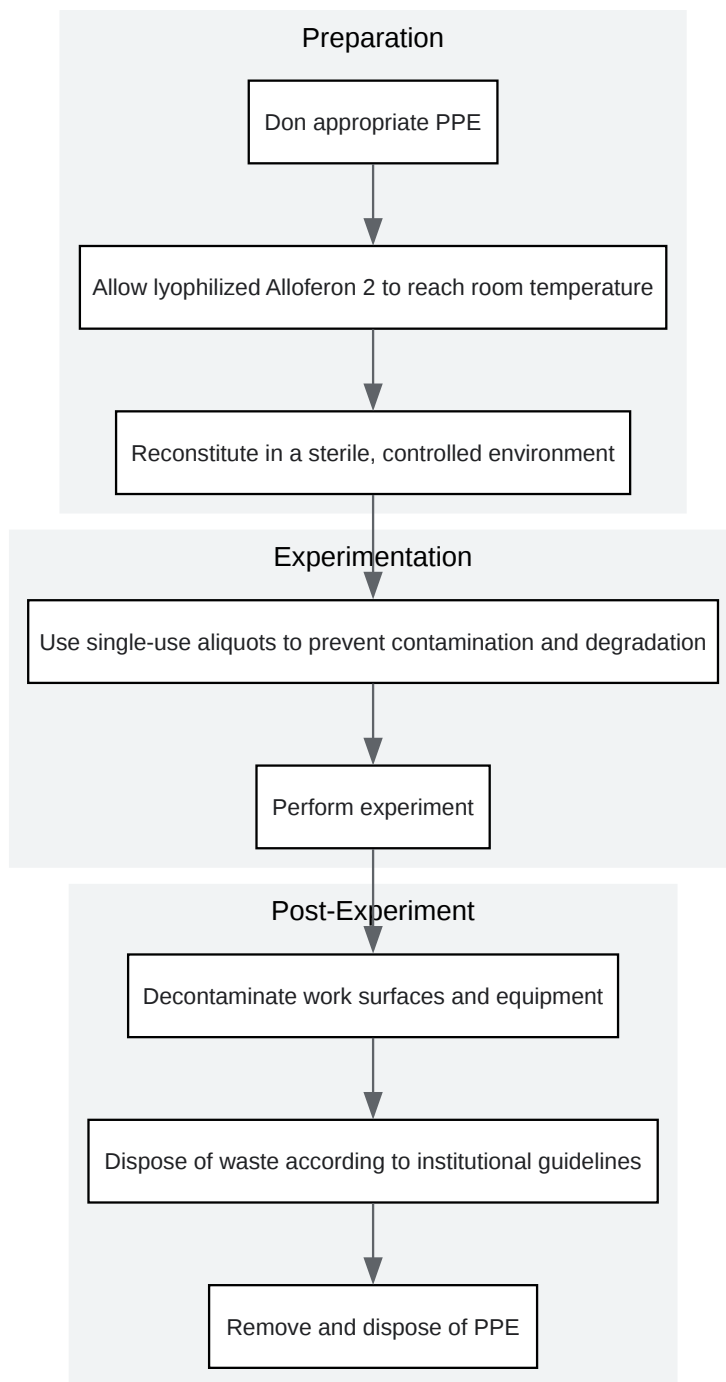 Preparation
Don appropriate PPE
Allow lyophilized Alloferon 2 to reach room temperature
Reconstitute in a sterile, controlled environment
Experimentation
Use single-use aliquots to prevent contamination and degradation
Perform experiment
Post-Experiment
Decontaminate work surfaces and equipment
Dispose of waste according to institutional guidelines
Remove and dispose of PPE